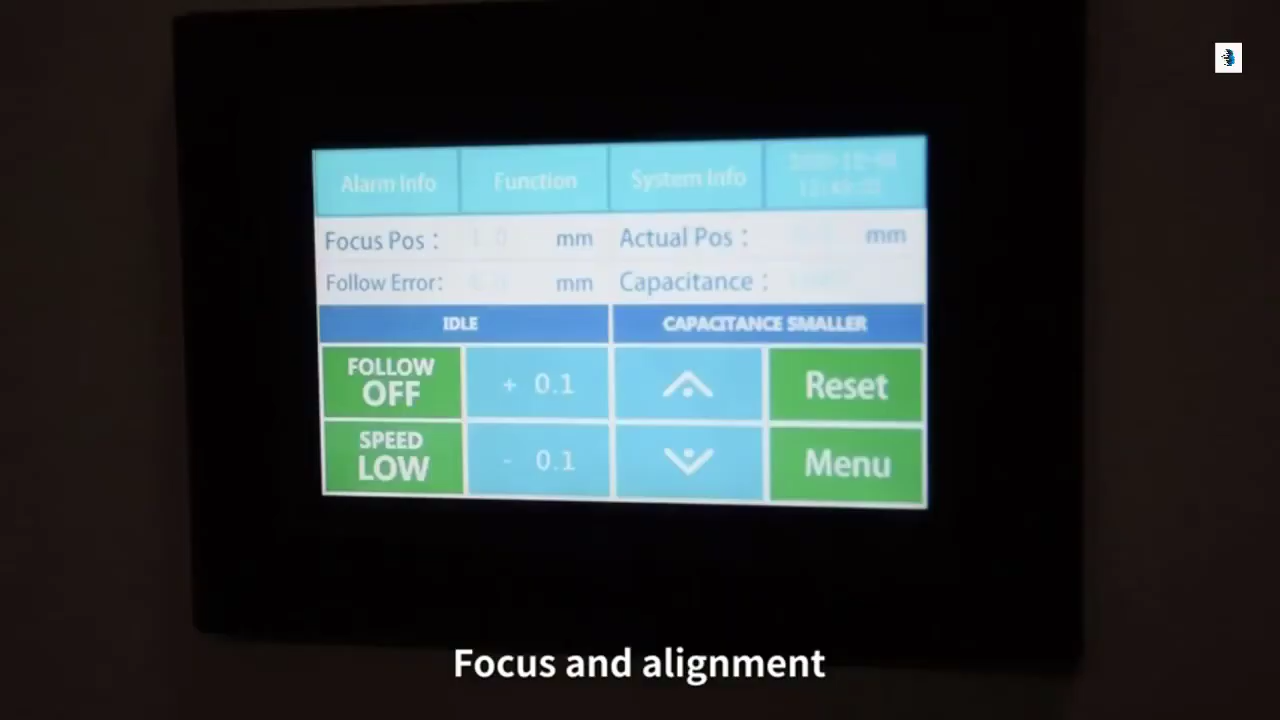 Alarm Info
Function
System Info
Focus Pos :
mm
Actual Pos :
mm
Follow Error:
mm
Capacitance :
IDLE
CAPACITANCE SMALLER
FOLLOW
OFF
+ 0.1
Reset
SPEED
LOW
- 0.1
Menu
Focus and alignment